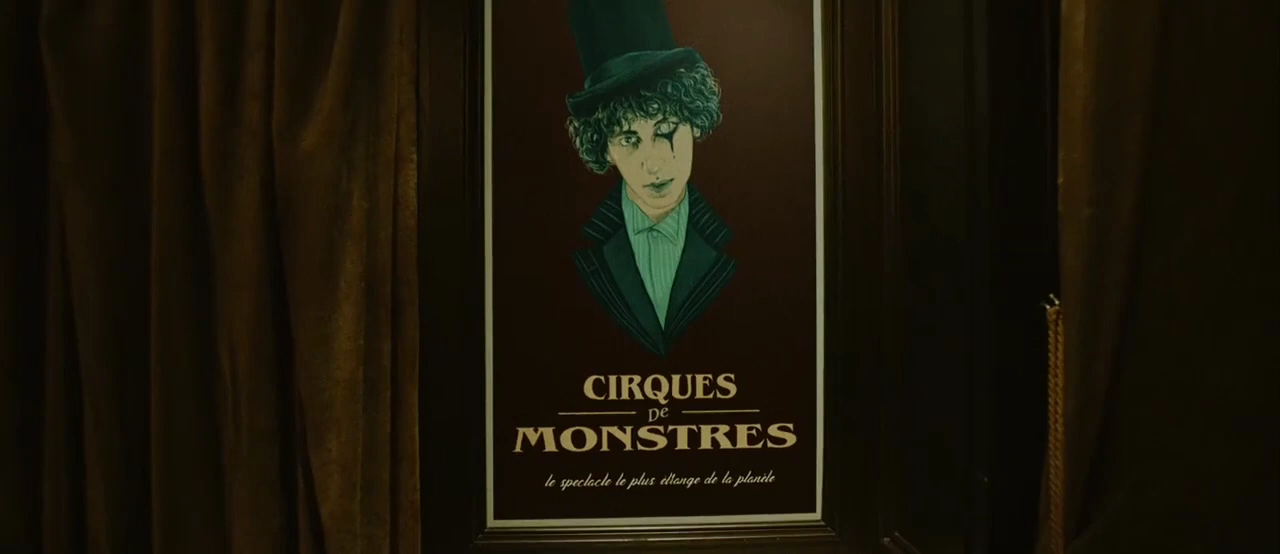 CIRQUES
De
MONSTRES
le spectacle le plus étrange de la planète